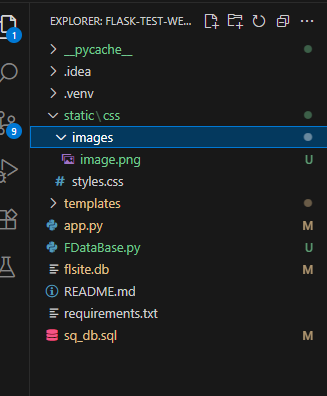 EXPLORER: FLASK-TEST-WE...
1
__pycache__
.idea
.venv
static\css
images
image.png U
# styles.css
9
templates
app.py M
FDataBase.py U
flsite.db M
README.md
requirements.txt
sq_db.sql M